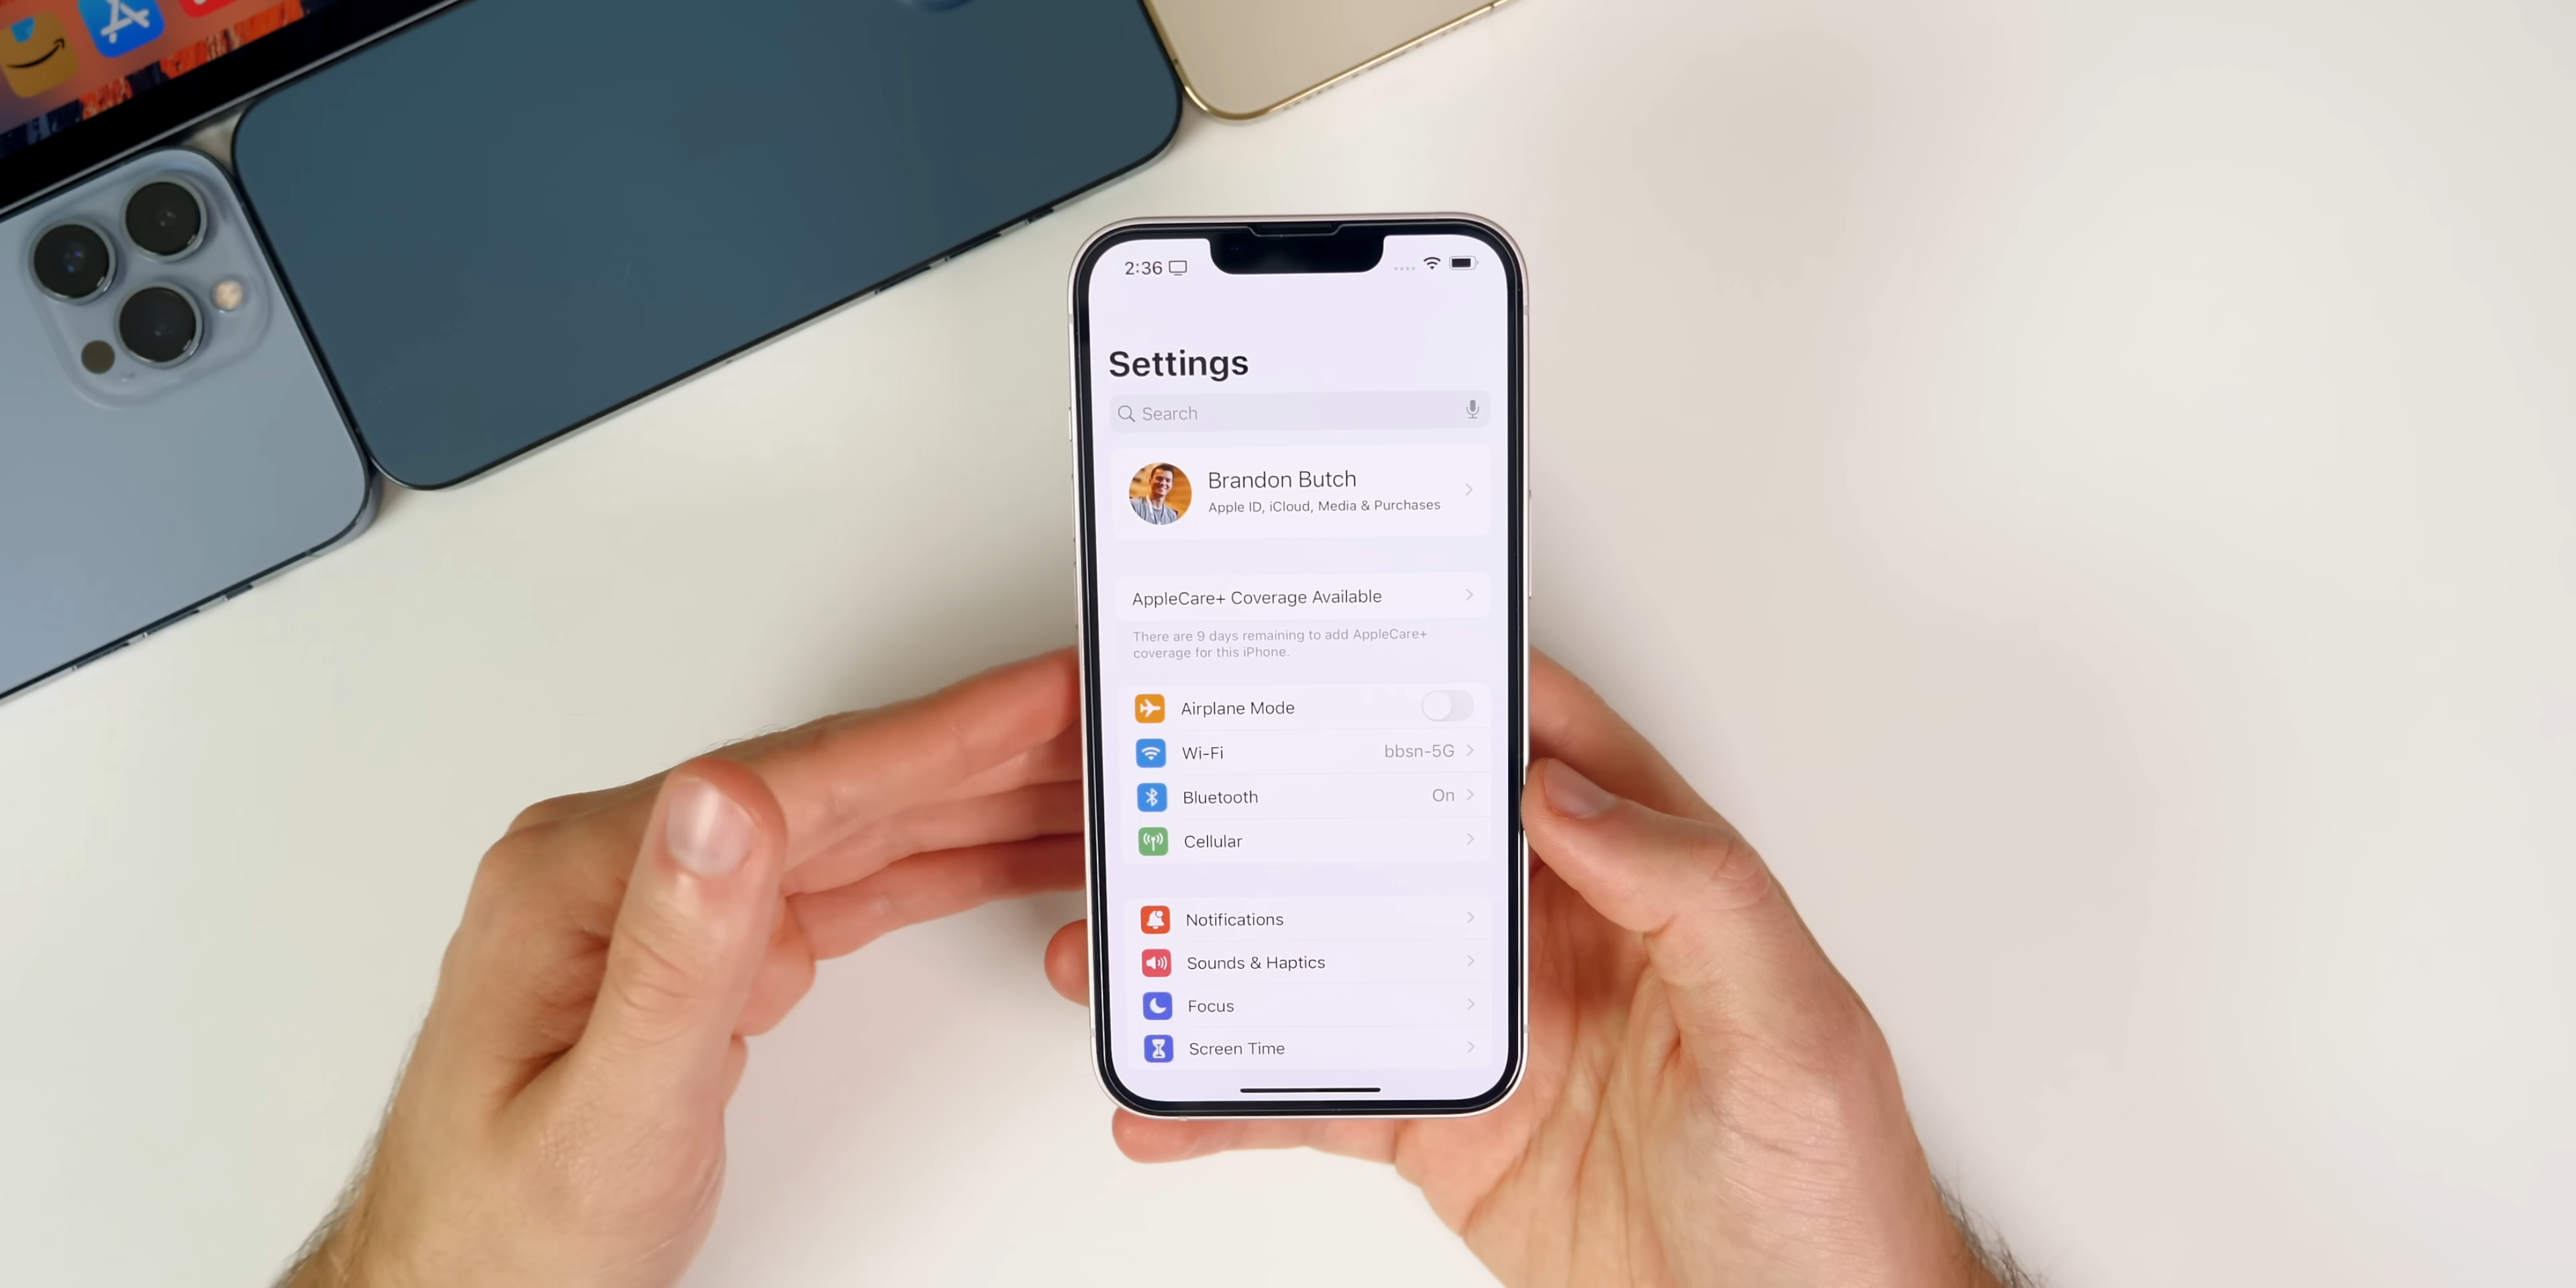 2:36
Settings
Search
Brandon Butch
Apple ID, iCloud, Media & Purchases
AppleCare+ Coverage Available
There are 9 days remaining to add AppleCare+
coverage for this iPhone.
Airplane Mode
Wi-Fi bbsn-5G
Bluetooth On
Cellular
Notifications
Sounds & Haptics
Focus
Screen Time